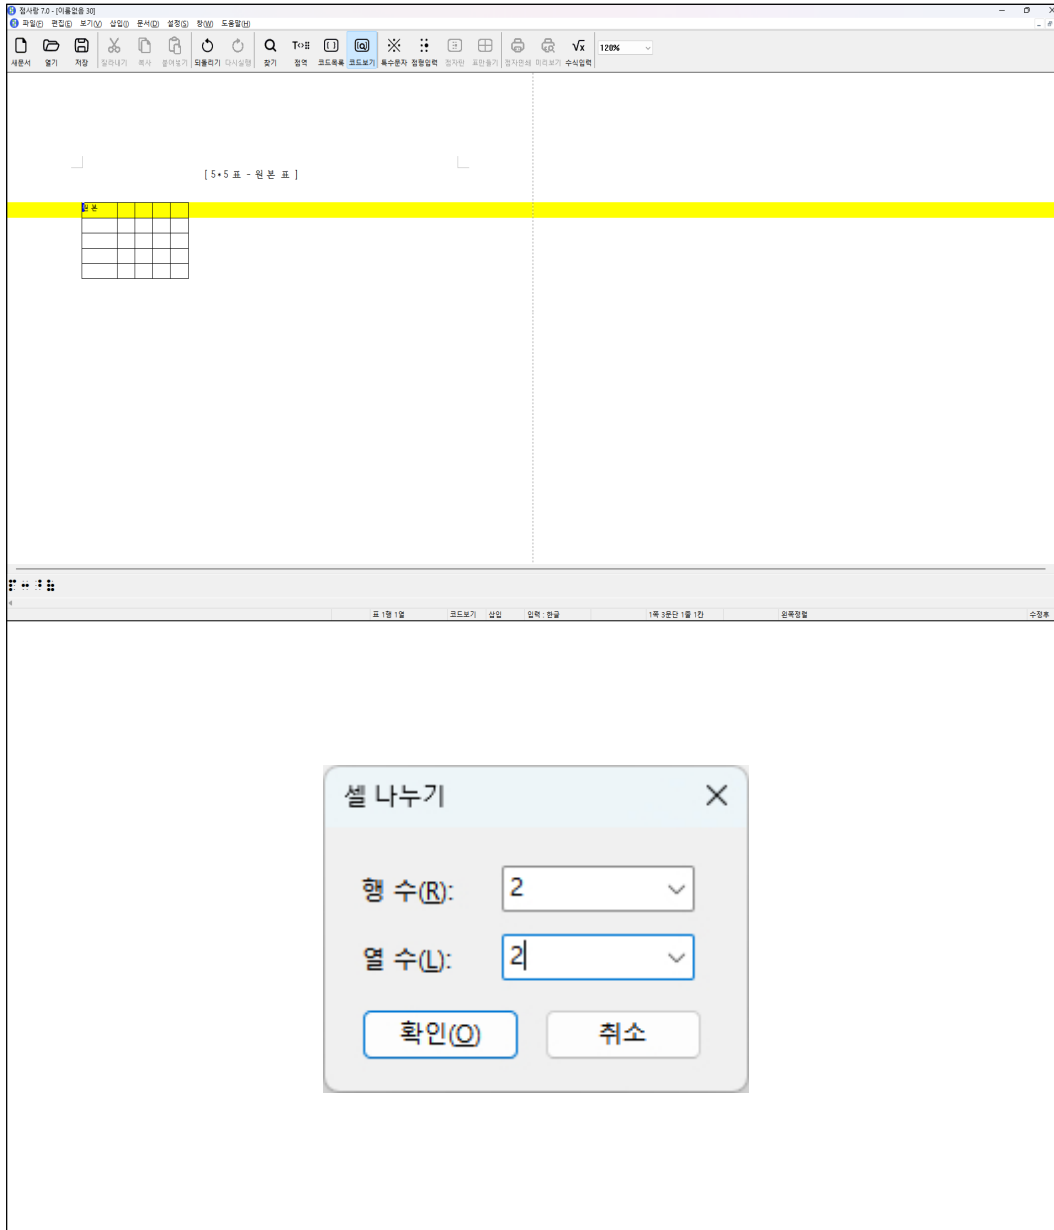 점사랑 7.0 - [이름없음 30]
파일(F) 편집(E) 보기(V) 삽입(I) 문서(D) 설정(S) 창(W) 도움말(H)
새문서 열기 저장 잘라내기 복사 붙여넣기 되돌리기 다시실행 찾기 점역 코드목록 코드보기 특수문자 점형입력 점자란 표만들기 점자인쇄 미리보기 수식입력 120%
[ 5*5 표 - 원본 표 ]
원본
⠏⠒⠘⠷
표 1행 1열 코드보기 삽입 입력 : 한글 1쪽 3문단 1줄 1칸 왼쪽정렬 수정후
셀 나누기
행 수(R): 2
열 수(L): 2
확인(O) 취소